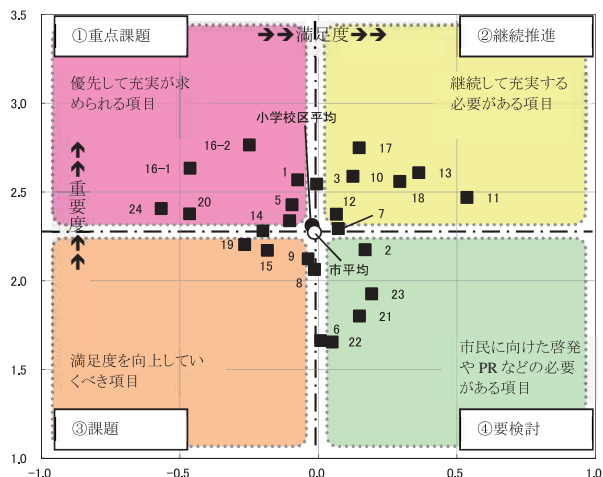 3.5
3.0
2.5
2.0
1.5
1.0
-1.0
-0.5
0.0
0.5
1.0
①重点課題
➔➔満足度➔➔
②継続推進
優先して充実が求
められる項目
継続して充実する
必要がある項目
小学校区平均
16-2
17
16-1
1
3
10
13
↑↑重要度↑↑
24
20
5
12
18
11
14
7
19
15
9
8
市平均
2
23
21
6
22
満足度を向上してい
くべき項目
市民に向けた啓発
や PR などの必要
がある項目
③課題
④要検討